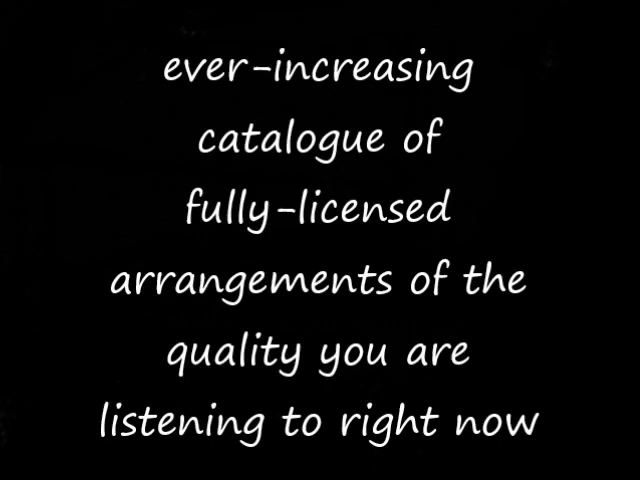 ever-increasing
catalogue of
fully-licensed
arrangements of the
quality you are
listening to right now